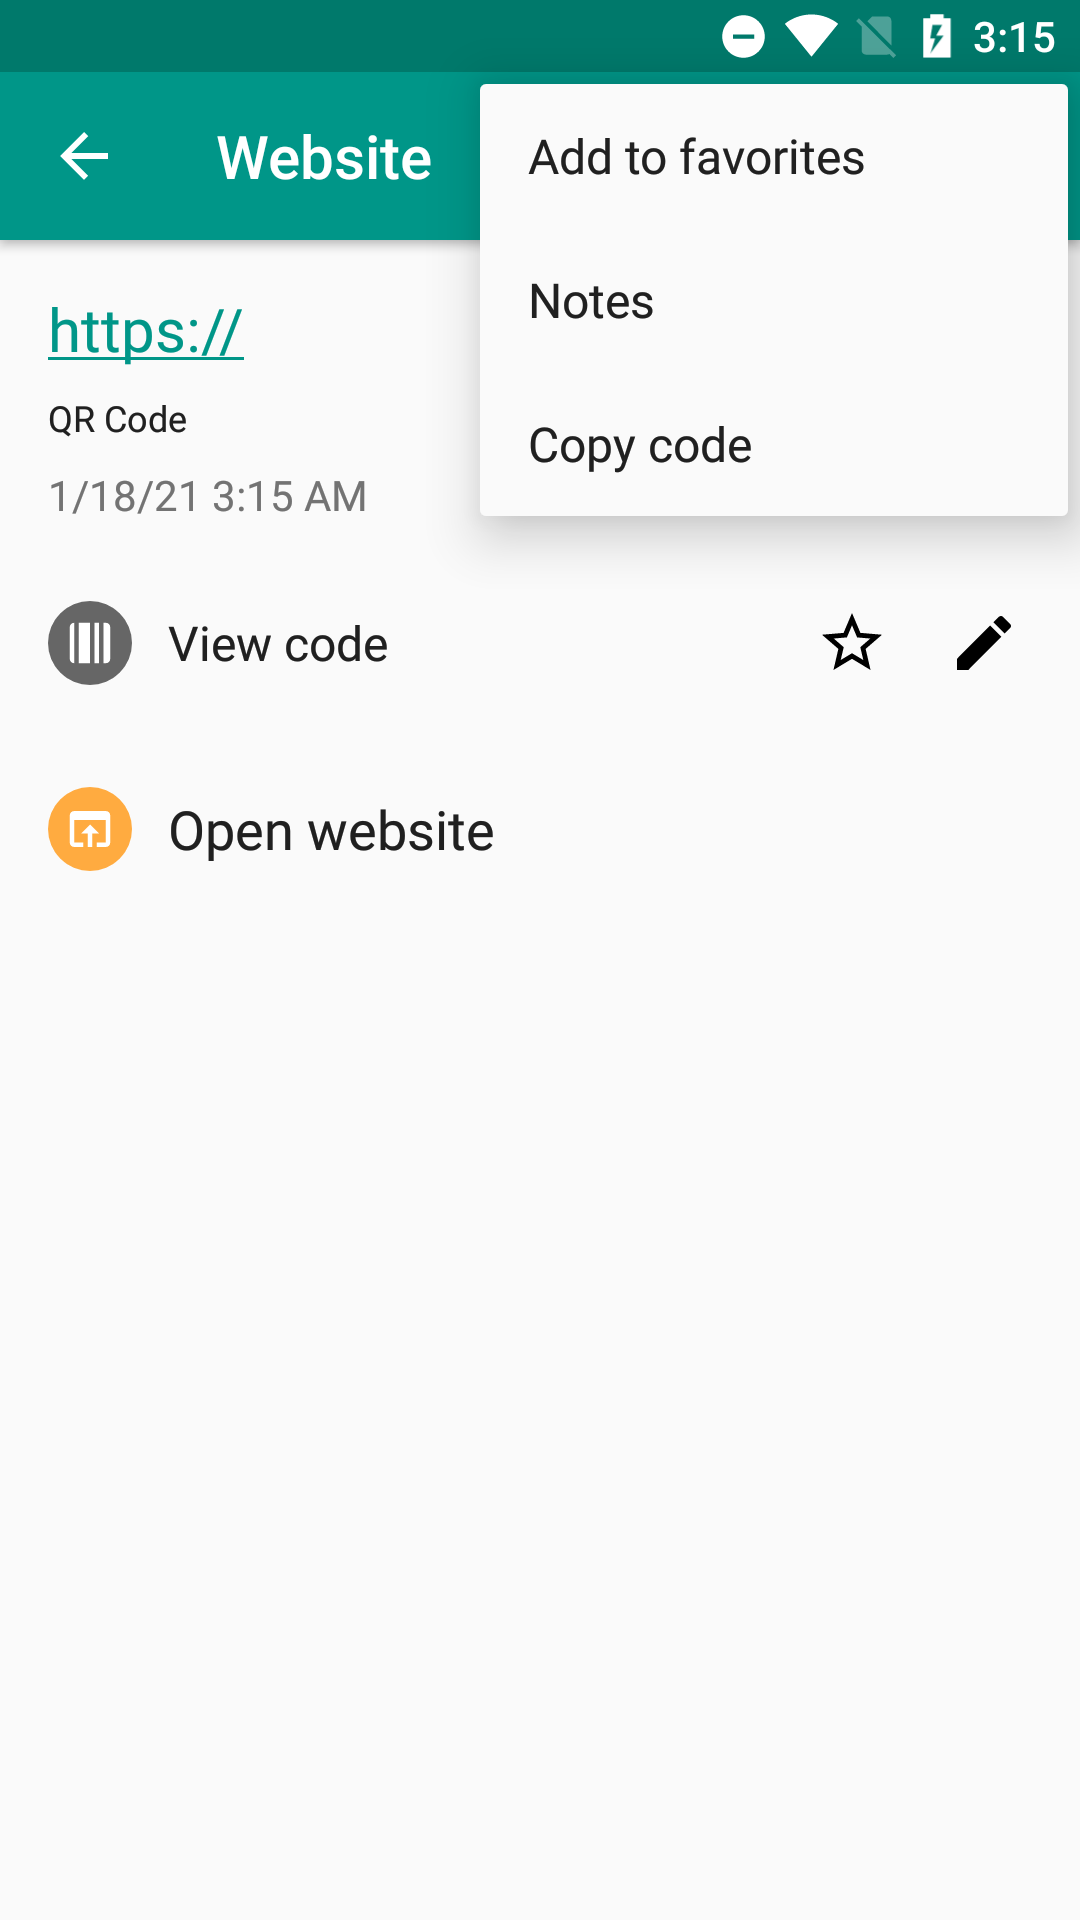 3:15
Website
Add to favorites
Notes
Copy code
https://
QR Code
1/18/21 3:15 AM
View code
Open website